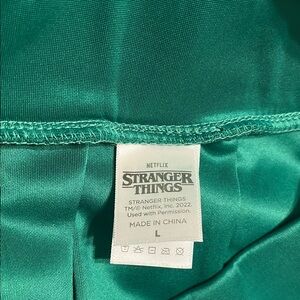 NETFLIX
STRANGER
THINGS
STRANGER THINGS
TM/© Netflix, Inc. 2022.
Used with Permission.
MADE IN CHINA
L